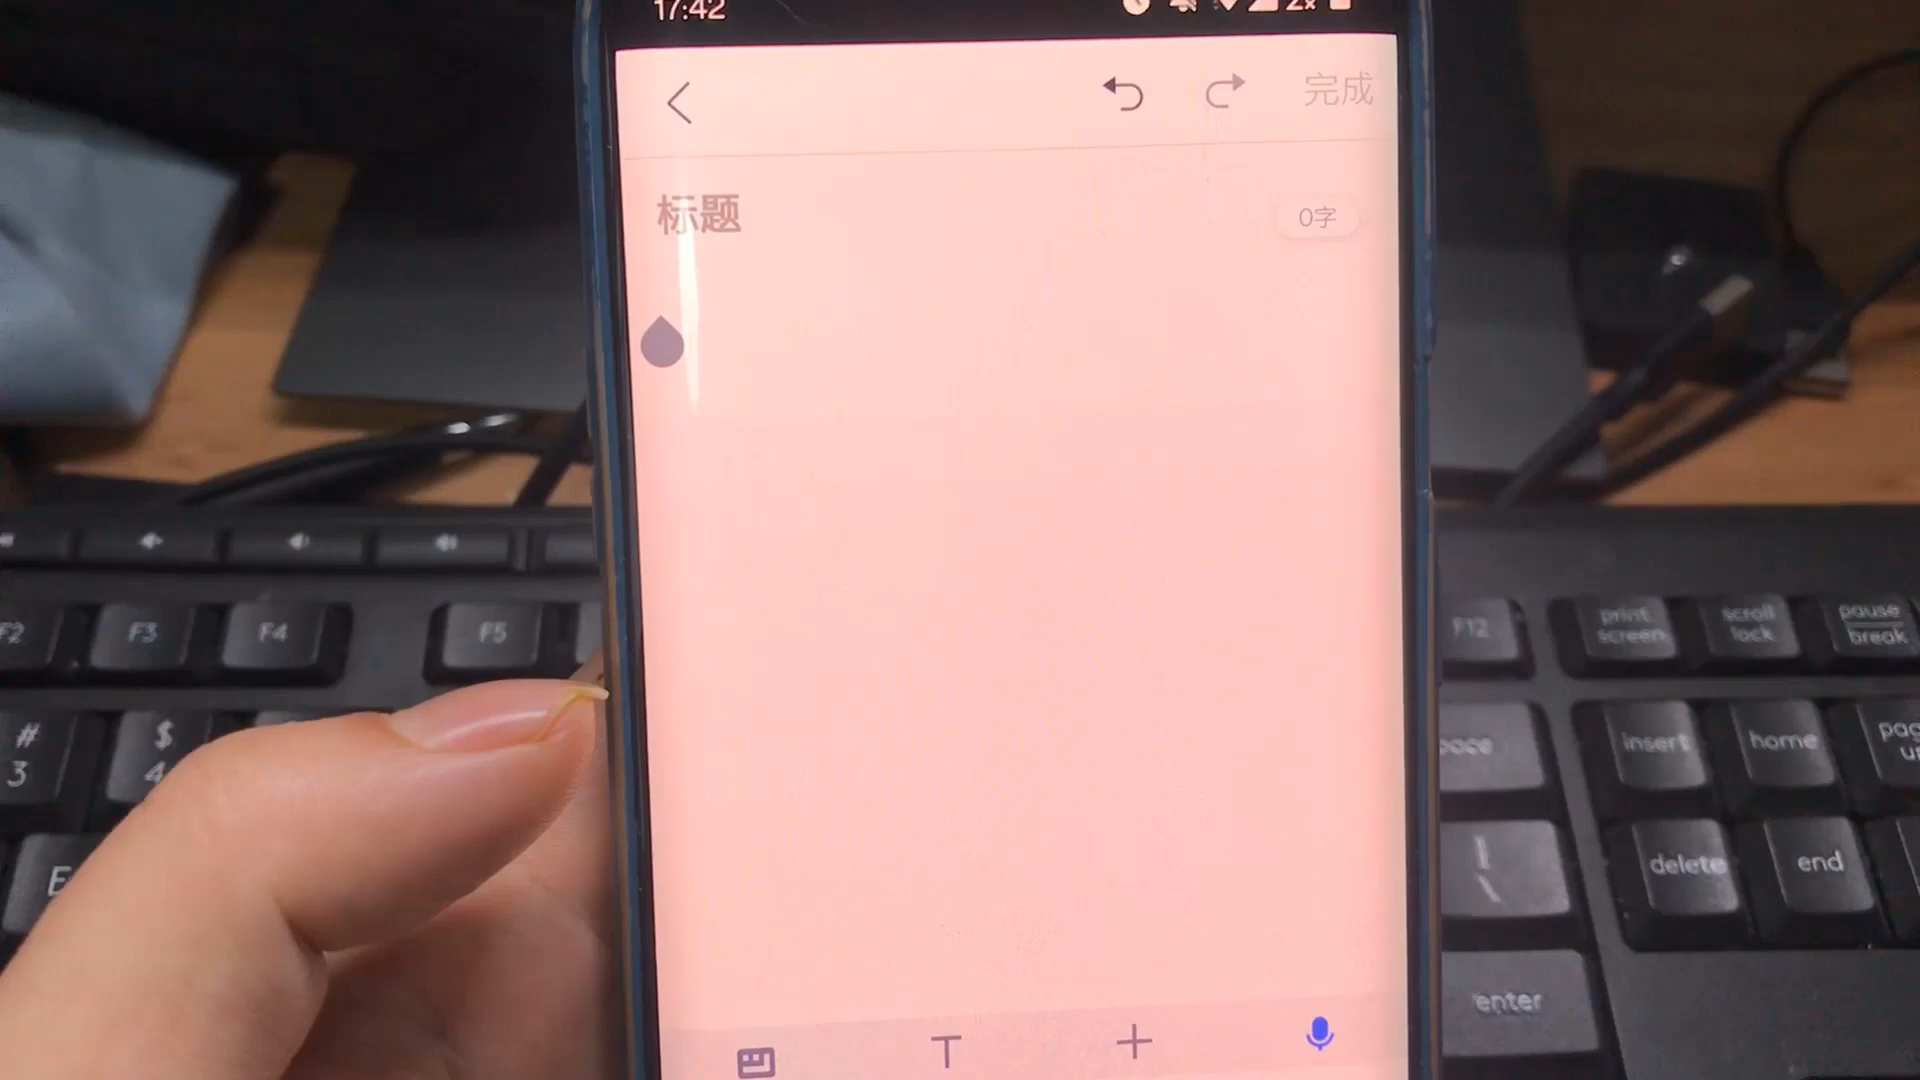 17:42
完成
标题
0字
T
F2
F3
F4
F5
F12
print screen
scroll lock
pause break
#
3
$
4
insert
home
E
delete
end
enter